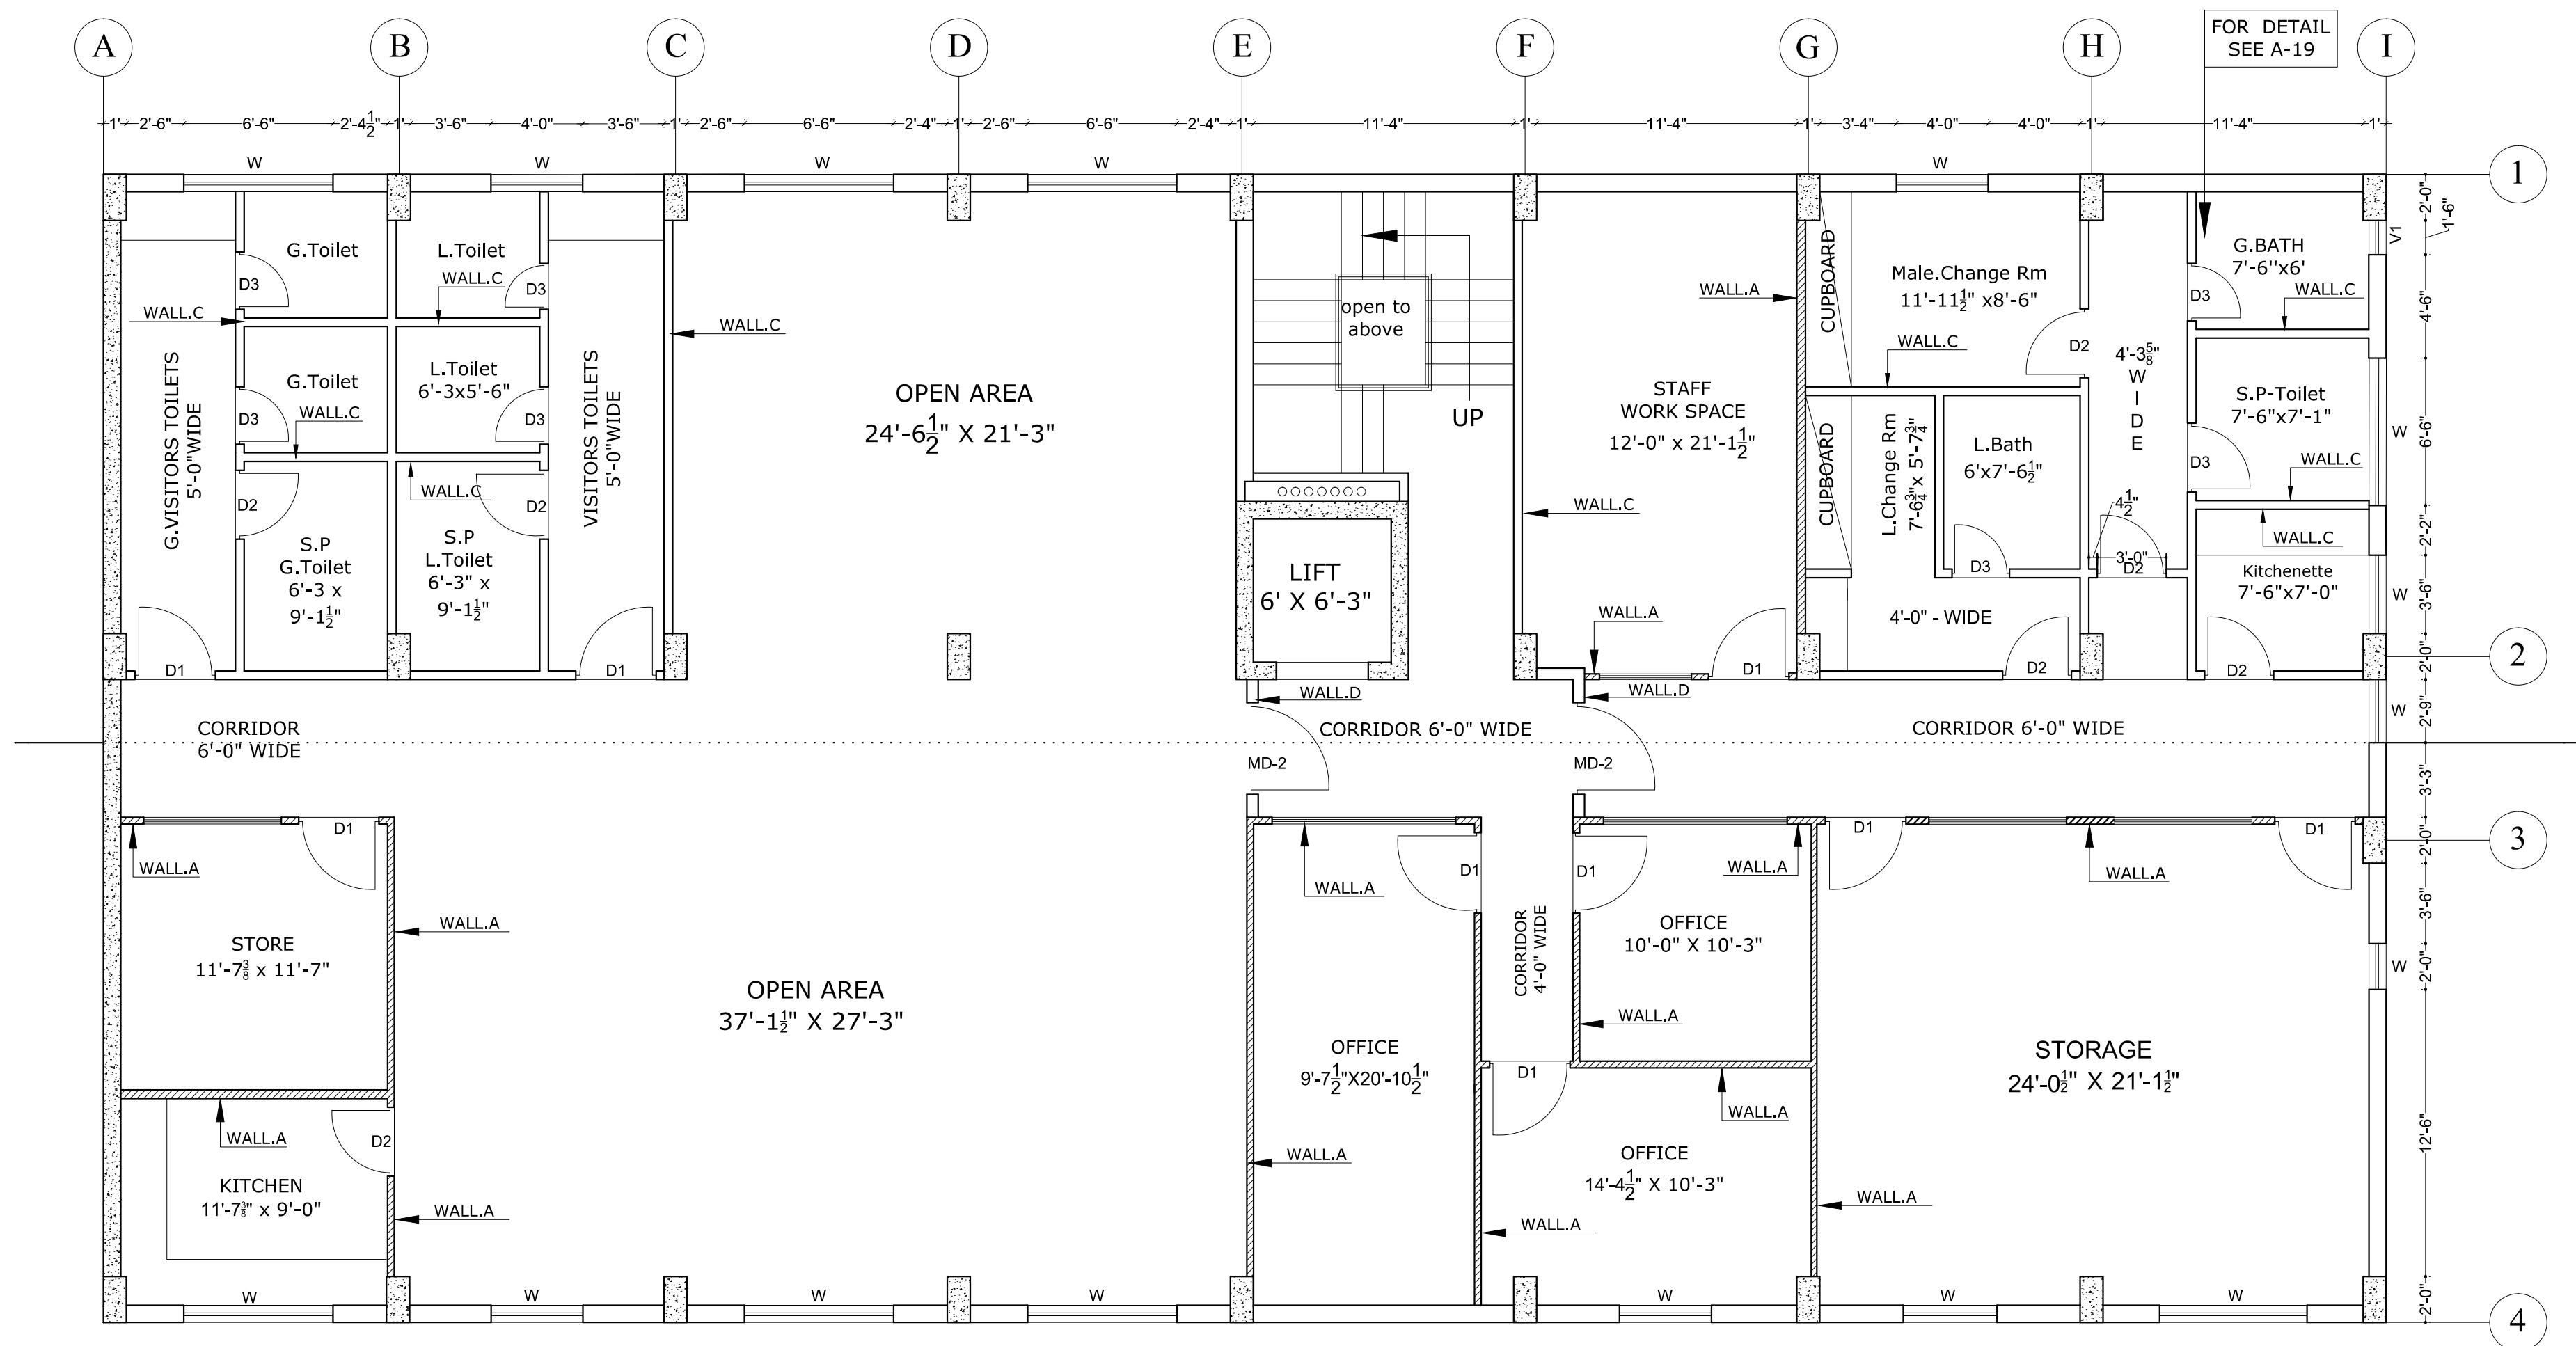 A B C D E F G H I
FOR DETAIL
SEE A-19
1' 2'-6" 6'-6" 2'-4½" 1' 3'-6" 4'-0" 3'-6" 1' 2'-6" 6'-6" 2'-4" 1' 2'-6" 6'-6" 2'-4" 1' 11'-4" 1' 11'-4" 1' 3'-4" 4'-0" 4'-0" 1' 11'-4" 1'
W W W W W
1
2'-0"
1'-6"
V1
4'-6"
W
6'-6"
2'-2"
W
3'-6"
2'-0"
2
W
2'-9"
3'-3"
2'-0"
3
3'-6"
W
2'-0"
12'-6"
2'-0"
4
G.VISITORS TOILETS
5'-0"WIDE
WALL.C
G.Toilet
D3
G.Toilet
D3
WALL.C
D2
S.P
G.Toilet
6'-3 x
9'-1½"
D1
L.Toilet
WALL.C
D3
L.Toilet
6'-3x5'-6"
D3
WALL.C
D2
S.P
L.Toilet
6'-3" x
9'-1½"
VISITORS TOILETS
5'-0"WIDE
D1
WALL.C
OPEN AREA
24'-6½" X 21'-3"
open to
above
UP
LIFT
6' X 6'-3"
WALL.D
WALL.A
STAFF
WORK SPACE
12'-0" x 21'-1½"
WALL.C
WALL.A
D1
WALL.D
CUPBOARD
Male.Change Rm
11'-11½" x8'-6"
WALL.C
D2
CUPBOARD
L.Change Rm
7'-6¾"x 5'-7¾"
L.Bath
6'x7'-6½"
D3
4'-0" - WIDE
D2
4'-3⅝"
W
I
D
E
4½"
3'-0"
D2
G.BATH
7'-6''x6'
D3
WALL.C
S.P-Toilet
7'-6"x7'-1"
D3
WALL.C
WALL.C
Kitchenette
7'-6"x7'-0"
D2
CORRIDOR
6'-0" WIDE
CORRIDOR 6'-0" WIDE
CORRIDOR 6'-0" WIDE
MD-2
MD-2
D1
WALL.A
STORE
11'-7⅜ x 11'-7"
WALL.A
WALL.A
D2
KITCHEN
11'-7⅜" x 9'-0"
WALL.A
OPEN AREA
37'-1½" X 27'-3"
WALL.A
D1
OFFICE
9'-7½"X20'-10½"
WALL.A
CORRIDOR
4'-0" WIDE
D1
WALL.A
OFFICE
10'-0" X 10'-3"
WALL.A
D1
WALL.A
OFFICE
14'-4½" X 10'-3"
WALL.A
D1
WALL.A
D1
STORAGE
24'-0½" X 21'-1½"
WALL.A
W W W W W W W